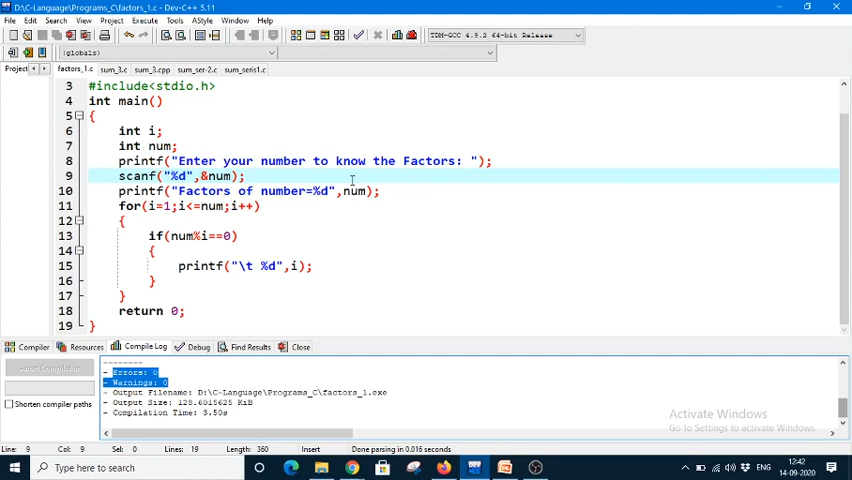 D:\C-Language\Programs_C\factors_1.c - Dev-C++ 5.11
File Edit Search View Project Execute Tools AStyle Window Help
TDM-GCC 4.9.2 64-bit Release
(globals)
Project factors_1.c sum_3.c sum_3.cpp sum_ser-2.c sum_seris1.c
3 #include<stdio.h>
4 int main()
5 {
6 int i;
7 int num;
8 printf("Enter your number to know the Factors: ");
9 scanf("%d",&num);
10 printf("Factors of number=%d",num);
11 for(i=1;i<=num;i++)
12 {
13 if(num%i==0)
14 {
15 printf("\t %d",i);
16 }
17 }
18 return 0;
19 }
Compiler Resources Compile Log Debug Find Results Close
Abort Compilation
Shorten compiler paths
--------
- Errors: 0
- Warnings: 0
- Output Filename: D:\C-Language\Programs_C\factors_1.exe
- Output Size: 128.6015625 KiB
- Compilation Time: 3.50s
Activate Windows
Go to Settings to activate Windows.
Line: 9 Col: 9 Sel: 0 Lines: 19 Length: 360 Insert Done parsing in 0.016 seconds
Type here to search
ENG
12:42
14-09-2020